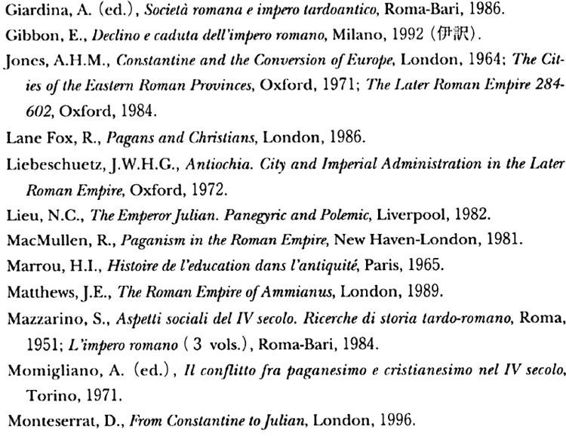 Giardina, A. (ed.), Società romana e impero tardoantico, Roma-Bari, 1986.
Gibbon, E., Declino e caduta dell'impero romano, Milano, 1992 (伊訳).
Jones, A.H.M., Constantine and the Conversion of Europe, London, 1964; The Cit-
ies of the Eastern Roman Provinces, Oxford, 1971; The Later Roman Empire 284-
602, Oxford, 1984.
Lane Fox, R., Pagans and Christians, London, 1986.
Liebeschuetz, J.W.H.G., Antiochia. City and Imperial Administration in the Later
Roman Empire, Oxford, 1972.
Lieu, N.C., The Emperor Julian. Panegyric and Polemic, Liverpool, 1982.
MacMullen, R., Paganism in the Roman Empire, New Haven-London, 1981.
Marrou, H.I., Histoire de l'education dans l'antiquité, Paris, 1965.
Matthews, J.E., The Roman Empire of Ammianus, London, 1989.
Mazzarino, S., Aspetti sociali del IV secolo. Ricerche di storia tardo-romano, Roma,
1951; L'impero romano ( 3 vols.), Roma-Bari, 1984.
Momigliano, A. (ed.), Il conflitto fra paganesimo e cristianesimo nel IV secolo,
Torino, 1971.
Monteserrat, D., From Constantine to Julian, London, 1996.